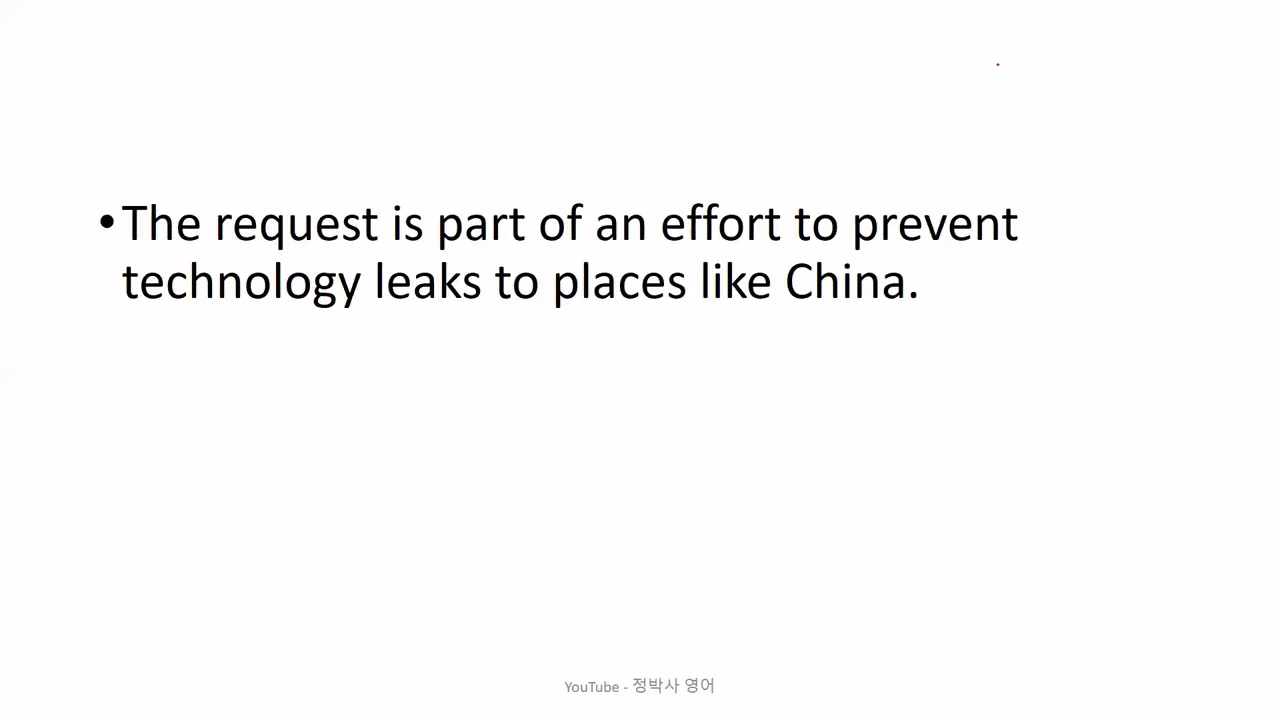 •The request is part of an effort to prevent
technology leaks to places like China.
YouTube - 정박사 영어